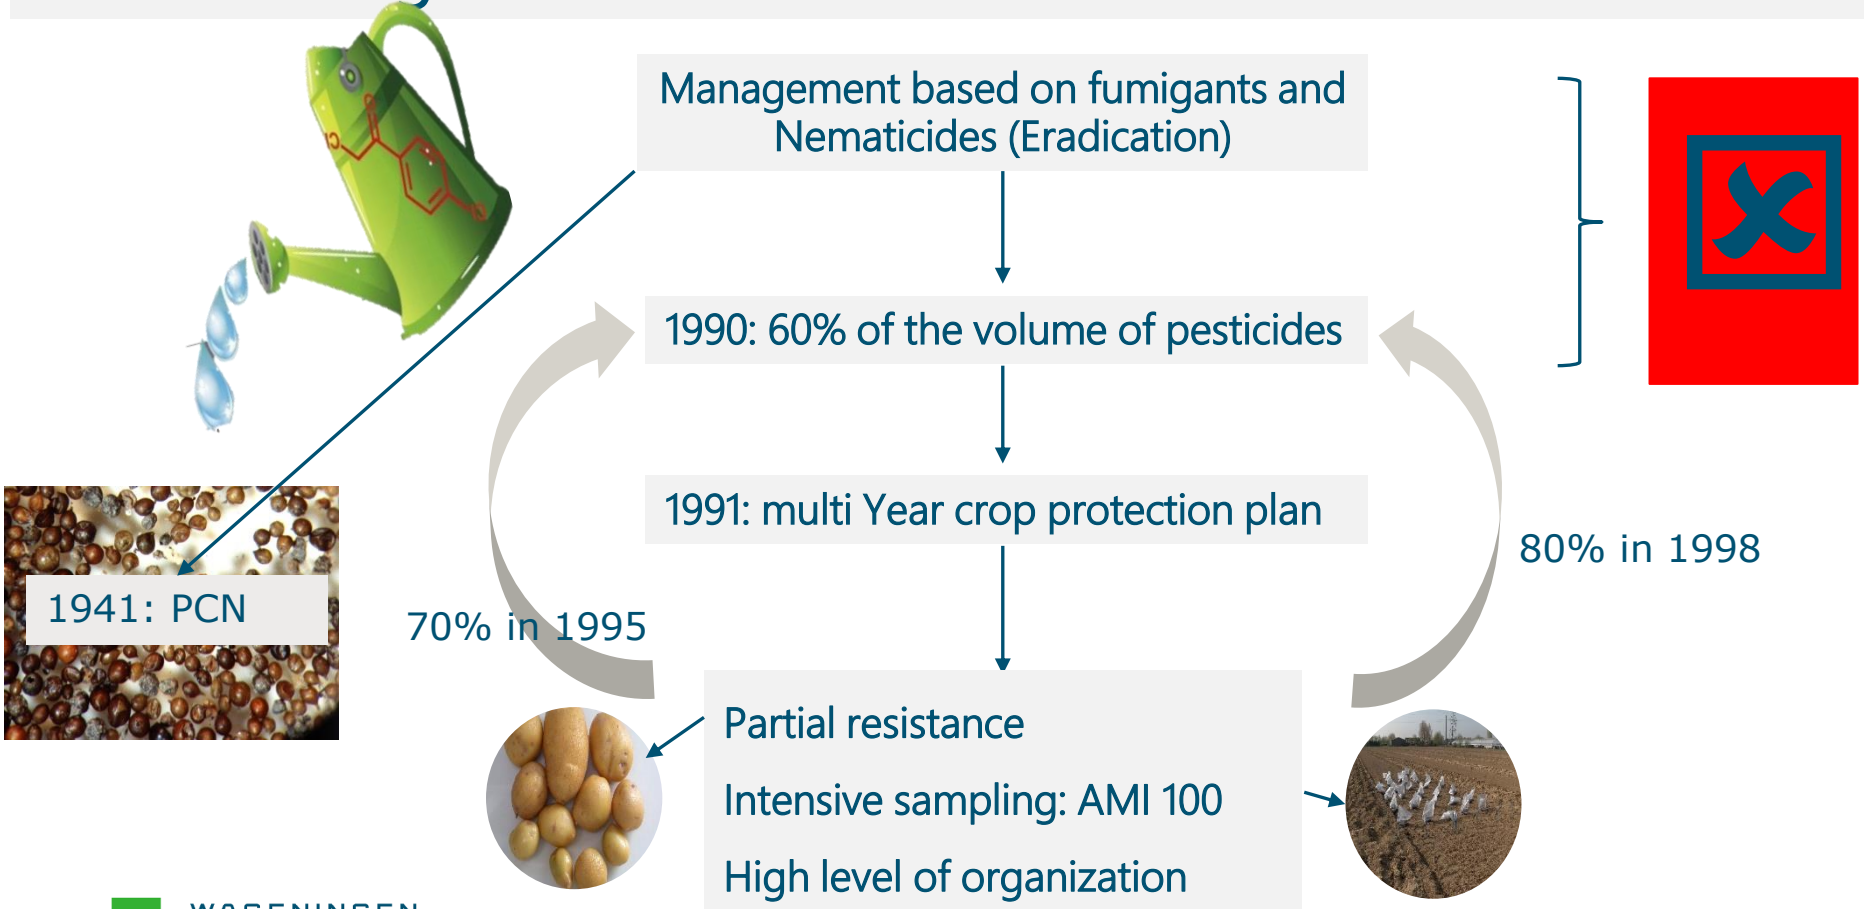 Management based on fumigants and
Nematicides (Eradication)
1990: 60% of the volume of pesticides
1991: multi Year crop protection plan
80% in 1998
1941: PCN
70% in 1995
Partial resistance
Intensive sampling: AMI 100
High level of organization
WAGENINGEN